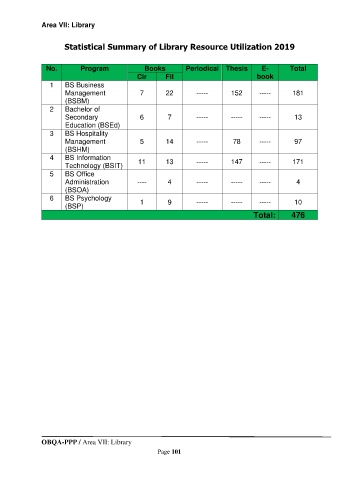 Area VII: Library
Statistical Summary of Library Resource Utilization 2019
No. Program Books Periodical Thesis E-book Total
Cir Fil
1 BS Business Management (BSBM) 7 22 ----- 152 ----- 181
2 Bachelor of Secondary Education (BSEd) 6 7 ----- ----- ----- 13
3 BS Hospitality Management (BSHM) 5 14 ----- 78 ----- 97
4 BS Information Technology (BSIT) 11 13 ----- 147 ----- 171
5 BS Office Administration (BSOA) ---- 4 ----- ----- ----- 4
6 BS Psychology (BSP) 1 9 ----- ----- ----- 10
Total: 476
OBQA-PPP / Area VII: Library
Page 101